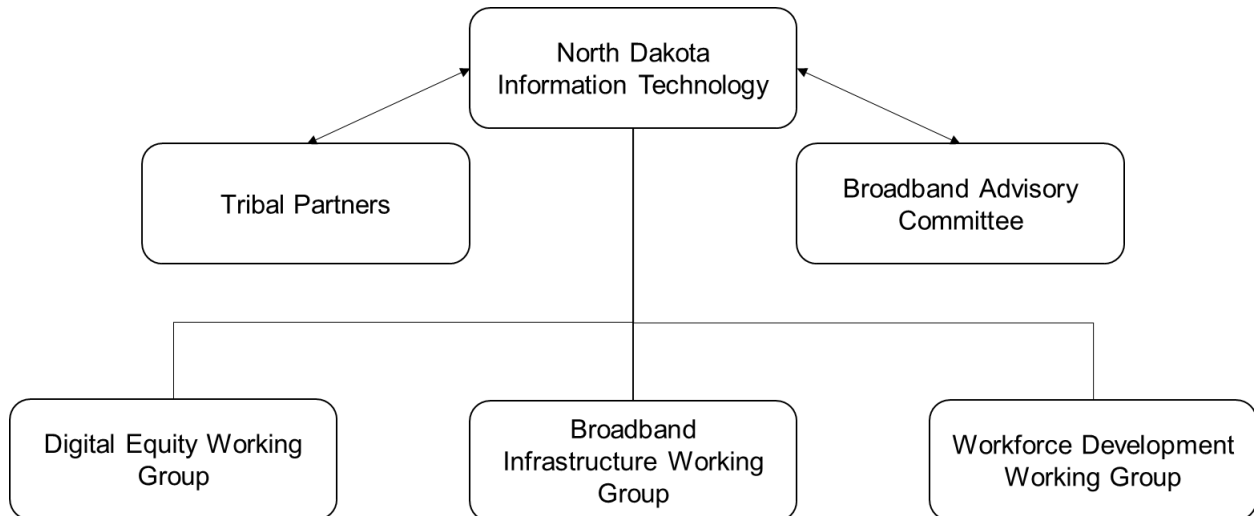 North Dakota
Information Technology
Tribal Partners
Broadband Advisory
Committee
Digital Equity Working
Group
Broadband
Infrastructure Working
Group
Workforce Development
Working Group